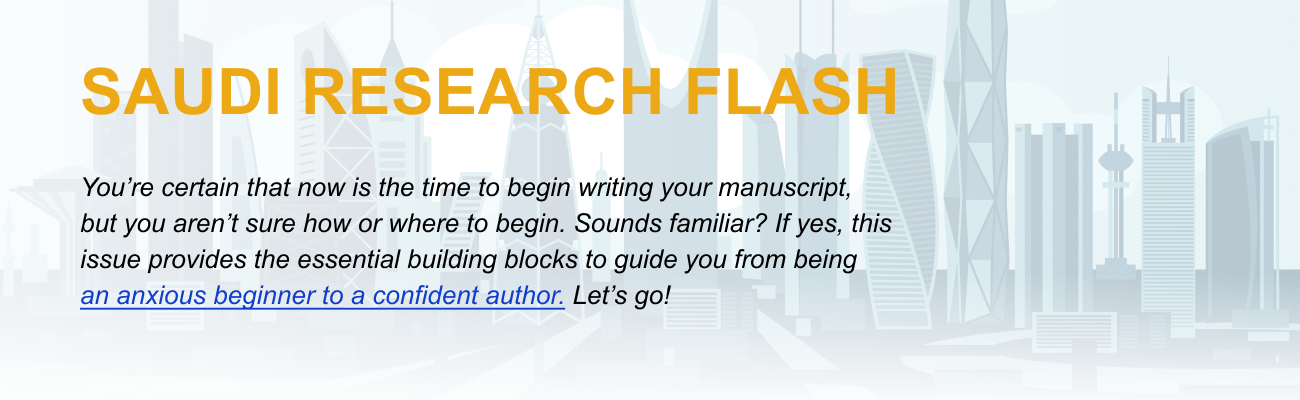 SAUDI RESEARCH FLASH
You’re certain that now is the time to begin writing your manuscript,
but you aren’t sure how or where to begin. Sounds familiar? If yes, this
issue provides the essential building blocks to guide you from being
an anxious beginner to a confident author. Let’s go!